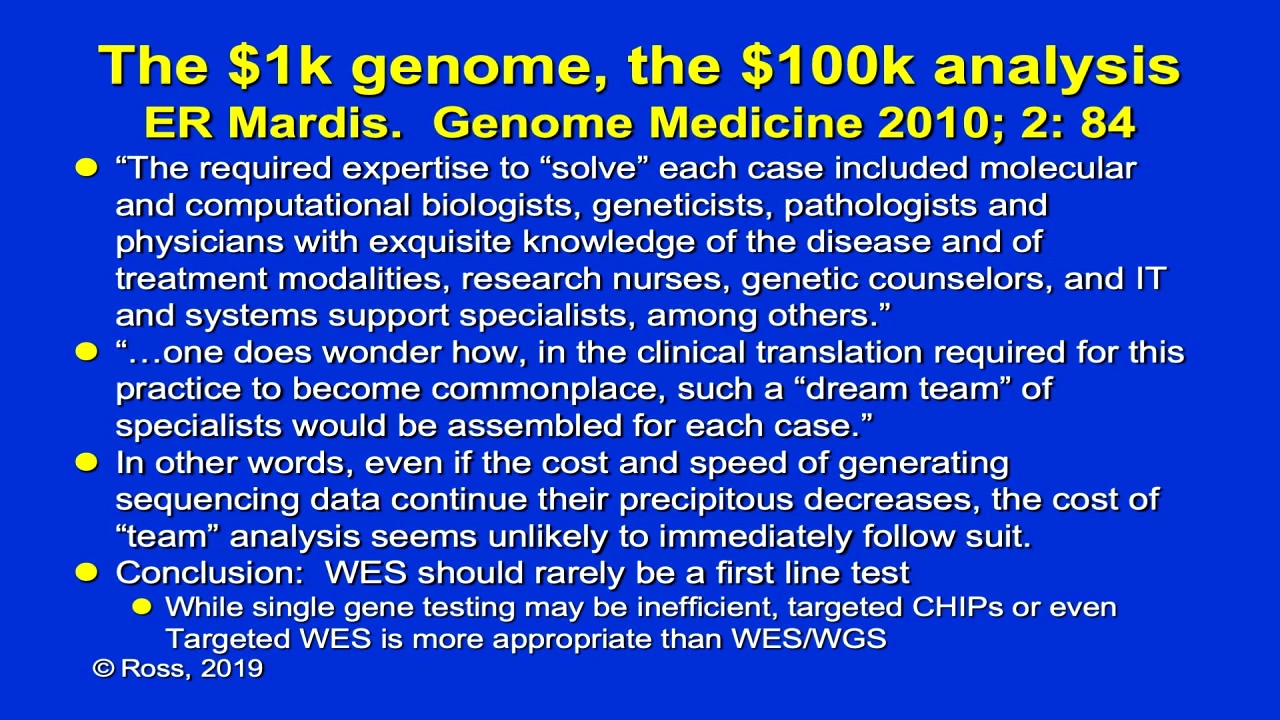 The $1k genome, the $100k analysis
ER Mardis.  Genome Medicine 2010; 2: 84
“The required expertise to “solve” each case included molecular
and computational biologists, geneticists, pathologists and
physicians with exquisite knowledge of the disease and of
treatment modalities, research nurses, genetic counselors, and IT
and systems support specialists, among others.”
“…one does wonder how, in the clinical translation required for this
practice to become commonplace, such a “dream team” of
specialists would be assembled for each case.”
In other words, even if the cost and speed of generating
sequencing data continue their precipitous decreases, the cost of
“team” analysis seems unlikely to immediately follow suit.
Conclusion:  WES should rarely be a first line test
While single gene testing may be inefficient, targeted CHIPs or even
Targeted WES is more appropriate than WES/WGS
© Ross, 2019